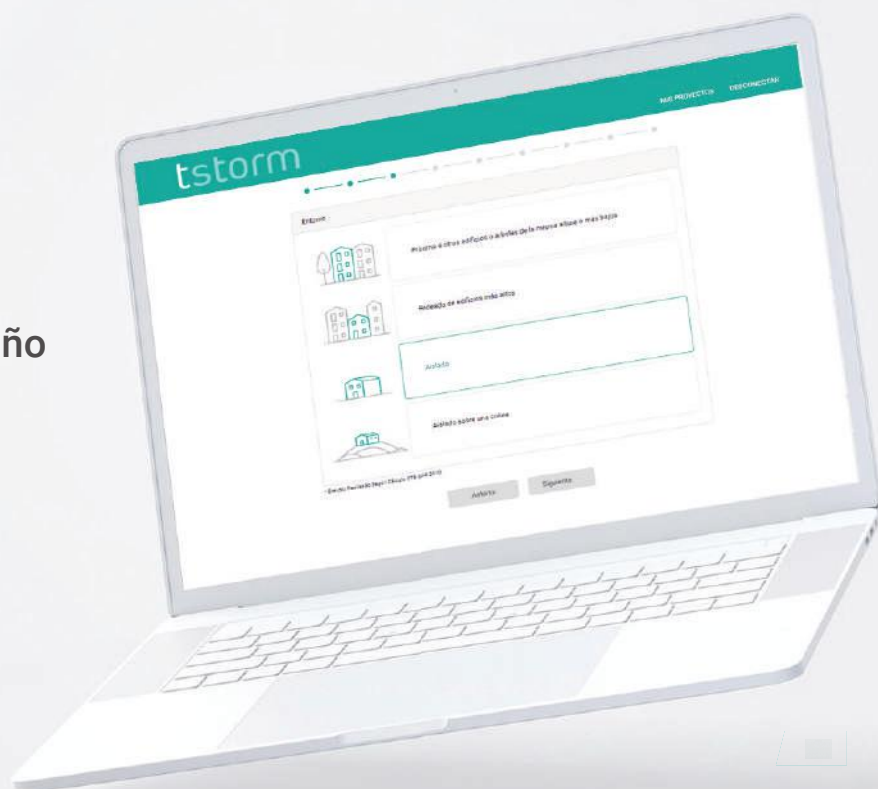 ño
tstorm
MIS PROYECTOS DESCONECTAR
Entorno
Próximo a otros edificios o árboles de la misma altura o más bajos
Rodeado de edificios más altos
Aislado
Aislado sobre una colina
Anterior Siguiente